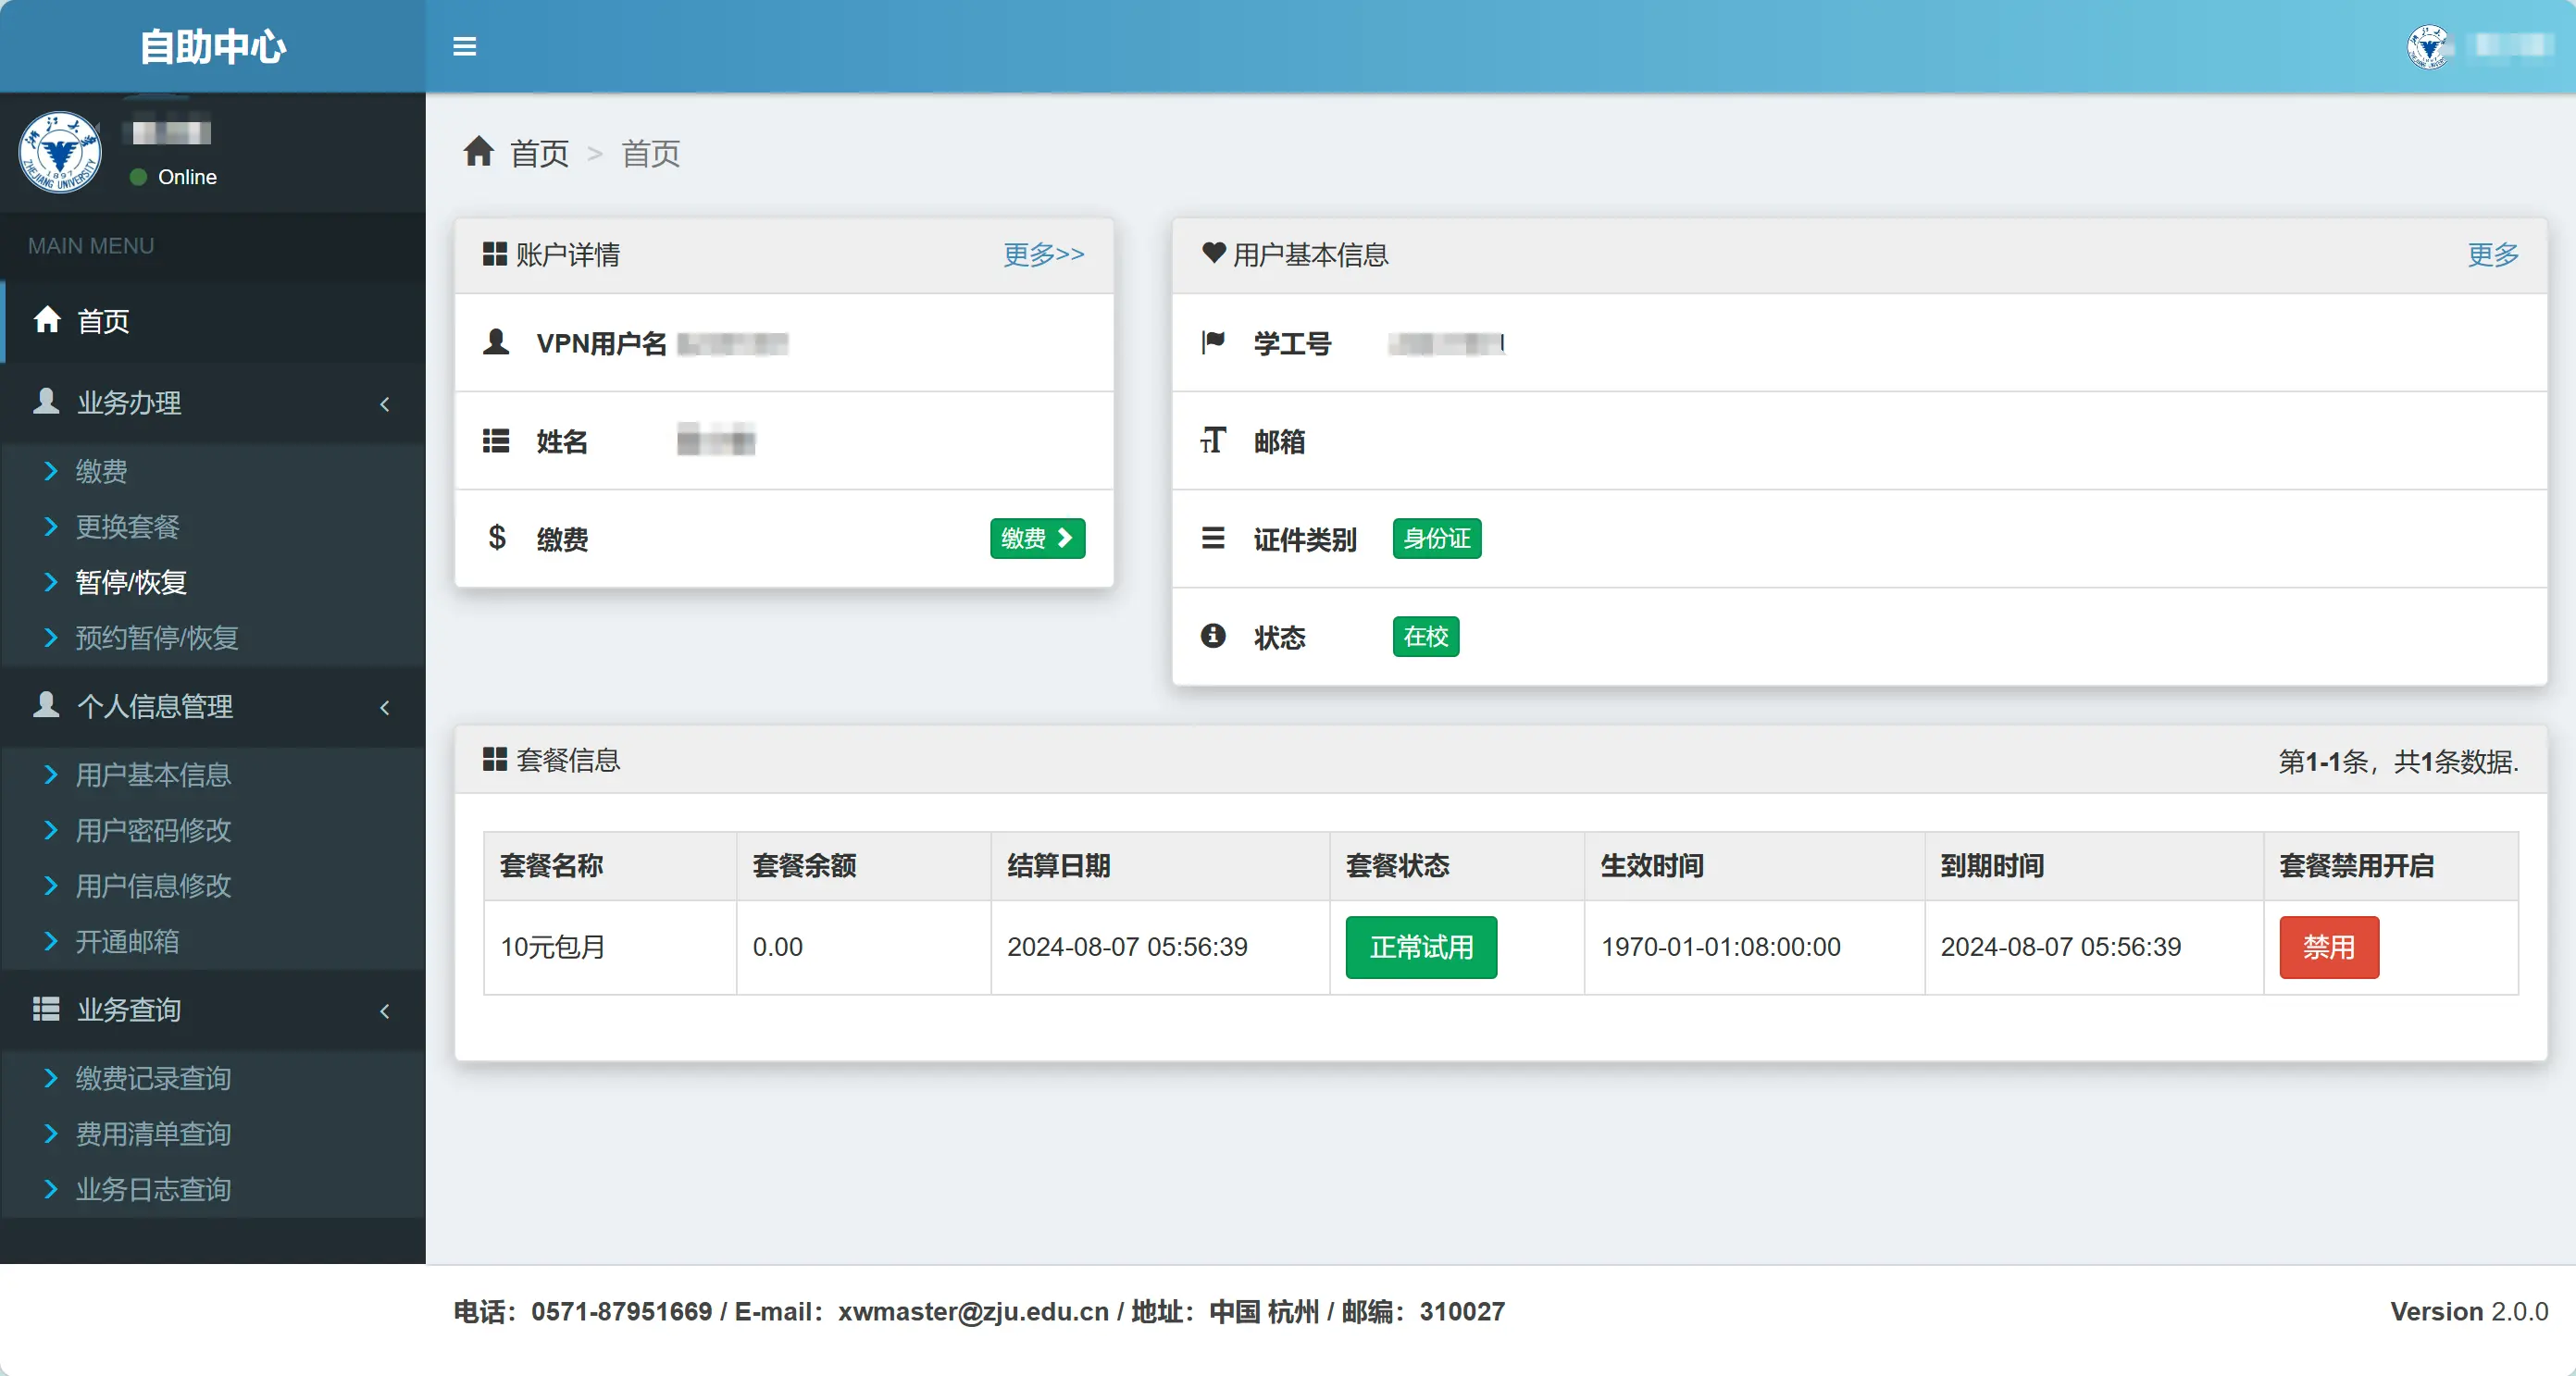 自助中心
Online
MAIN MENU
首页
业务办理
缴费
更换套餐
暂停/恢复
预约暂停/恢复
个人信息管理
用户基本信息
用户密码修改
用户信息修改
开通邮箱
业务查询
缴费记录查询
费用清单查询
业务日志查询
首页 > 首页
账户详情 更多>>
VPN用户名
姓名
缴费 缴费
用户基本信息 更多
学工号
邮箱
证件类别 身份证
状态 在校
套餐信息 第1-1条，共1条数据.
套餐名称 套餐余额 结算日期 套餐状态 生效时间 到期时间 套餐禁用开启
10元包月 0.00 2024-08-07 05:56:39 正常试用 1970-01-01:08:00:00 2024-08-07 05:56:39 禁用
电话：0571-87951669 / E-mail：xwmaster@zju.edu.cn / 地址：中国 杭州 / 邮编：310027
Version 2.0.0
浙江大学
ZHEJIANG UNIVERSITY
1897